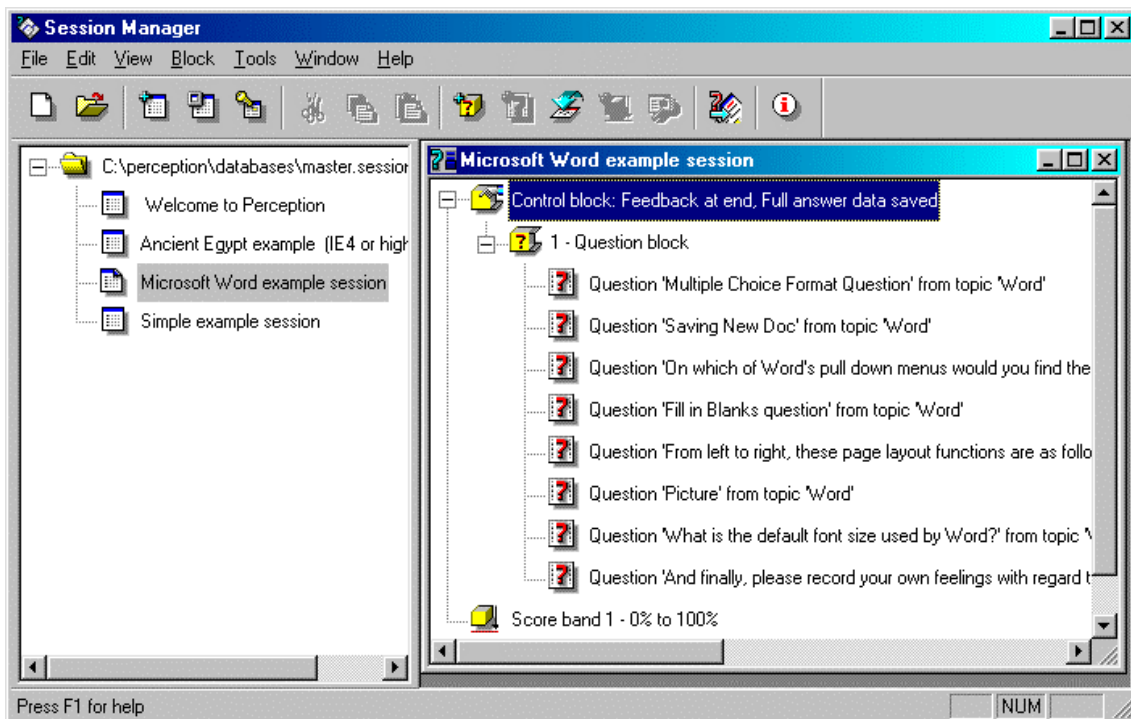 Session Manager
File Edit View Block Tools Window Help
C:\perception\databases\master.session
Welcome to Perception
Ancient Egypt example (IE4 or high
Microsoft Word example session
Simple example session
Microsoft Word example session
Control block: Feedback at end, Full answer data saved
1 - Question block
Question 'Multiple Choice Format Question' from topic 'Word'
Question 'Saving New Doc' from topic 'Word'
Question 'On which of Word's pull down menus would you find the
Question 'Fill in Blanks question' from topic 'Word'
Question 'From left to right, these page layout functions are as follo
Question 'Picture' from topic 'Word'
Question 'What is the default font size used by Word?' from topic '
Question 'And finally, please record your own feelings with regard t
Score band 1 - 0% to 100%
Press F1 for help
NUM